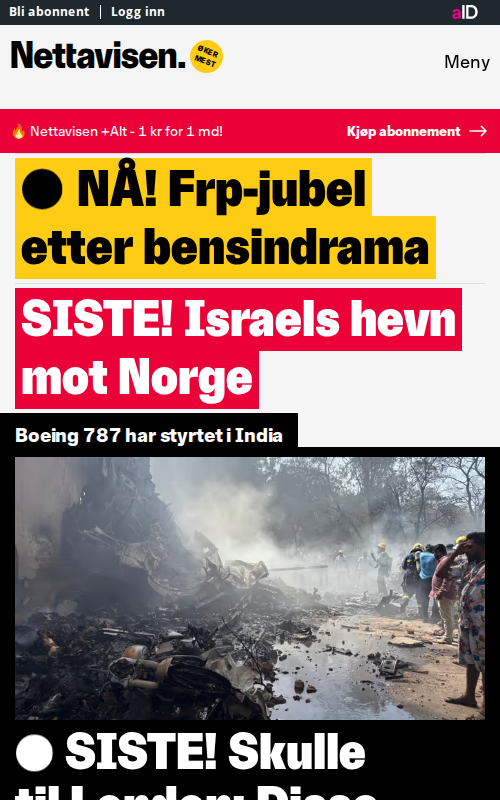 Bli abonnent | Logg inn
aID
Nettavisen.
ØKER
MEST
Meny
🔥 Nettavisen +Alt - 1 kr for 1 md!
Kjøp abonnement →
NÅ! Frp-jubel
etter bensindrama
SISTE! Israels hevn
mot Norge
Boeing 787 har styrtet i India
SISTE! Skulle
til London: Disse